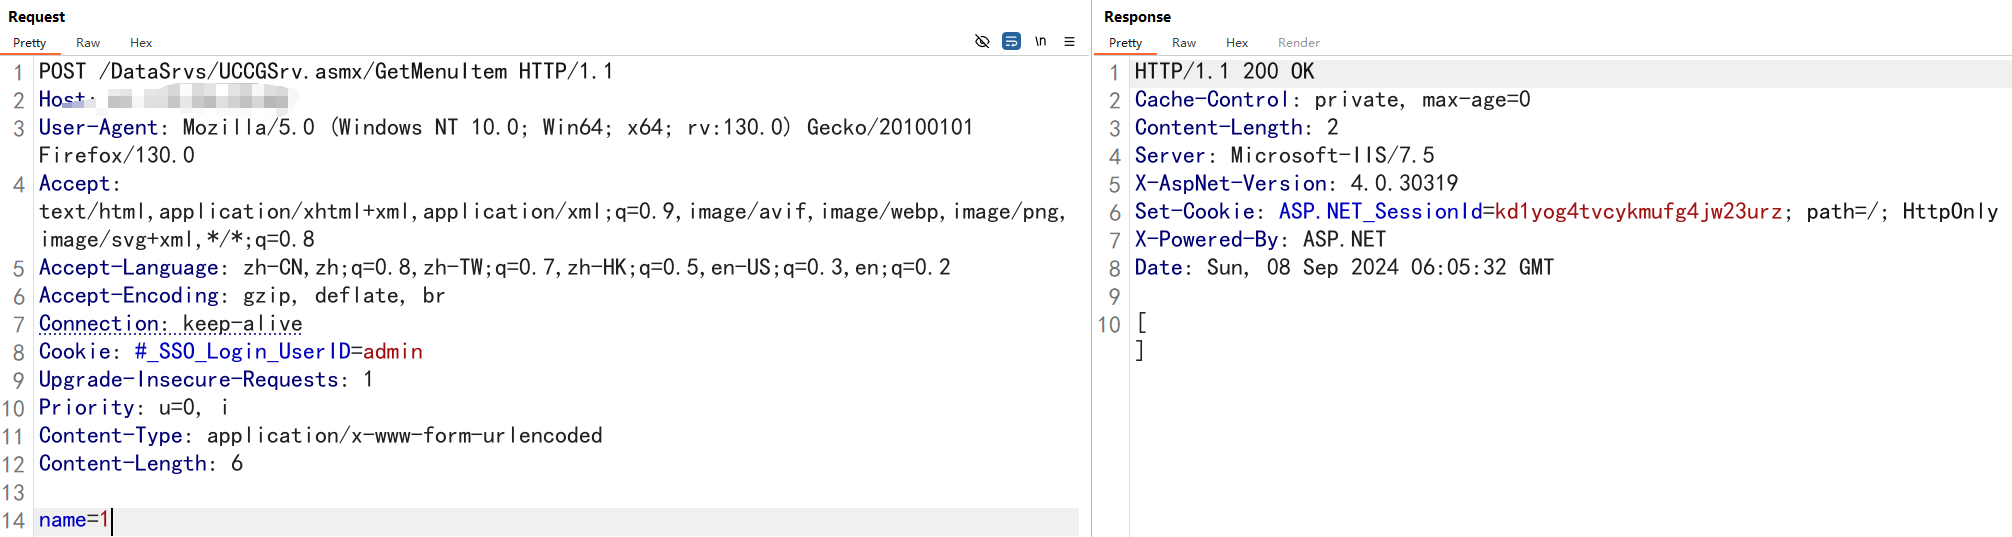 Request
Pretty Raw Hex
\n
1 POST /DataSrvs/UCCGSrv.asmx/GetMenuItem HTTP/1.1
2 Host:
3 User-Agent: Mozilla/5.0 (Windows NT 10.0; Win64; x64; rv:130.0) Gecko/20100101
Firefox/130.0
4 Accept:
text/html,application/xhtml+xml,application/xml;q=0.9,image/avif,image/webp,image/png,
image/svg+xml,*/*;q=0.8
5 Accept-Language: zh-CN,zh;q=0.8,zh-TW;q=0.7,zh-HK;q=0.5,en-US;q=0.3,en;q=0.2
6 Accept-Encoding: gzip, deflate, br
7 Connection: keep-alive
8 Cookie: #_SSO_Login_UserID=admin
9 Upgrade-Insecure-Requests: 1
10 Priority: u=0, i
11 Content-Type: application/x-www-form-urlencoded
12 Content-Length: 6
13
14 name=1
Response
Pretty Raw Hex Render
1 HTTP/1.1 200 OK
2 Cache-Control: private, max-age=0
3 Content-Length: 2
4 Server: Microsoft-IIS/7.5
5 X-AspNet-Version: 4.0.30319
6 Set-Cookie: ASP.NET_SessionId=kd1yog4tvcykmufg4jw23urz; path=/; HttpOnly
7 X-Powered-By: ASP.NET
8 Date: Sun, 08 Sep 2024 06:05:32 GMT
9
10 [
]